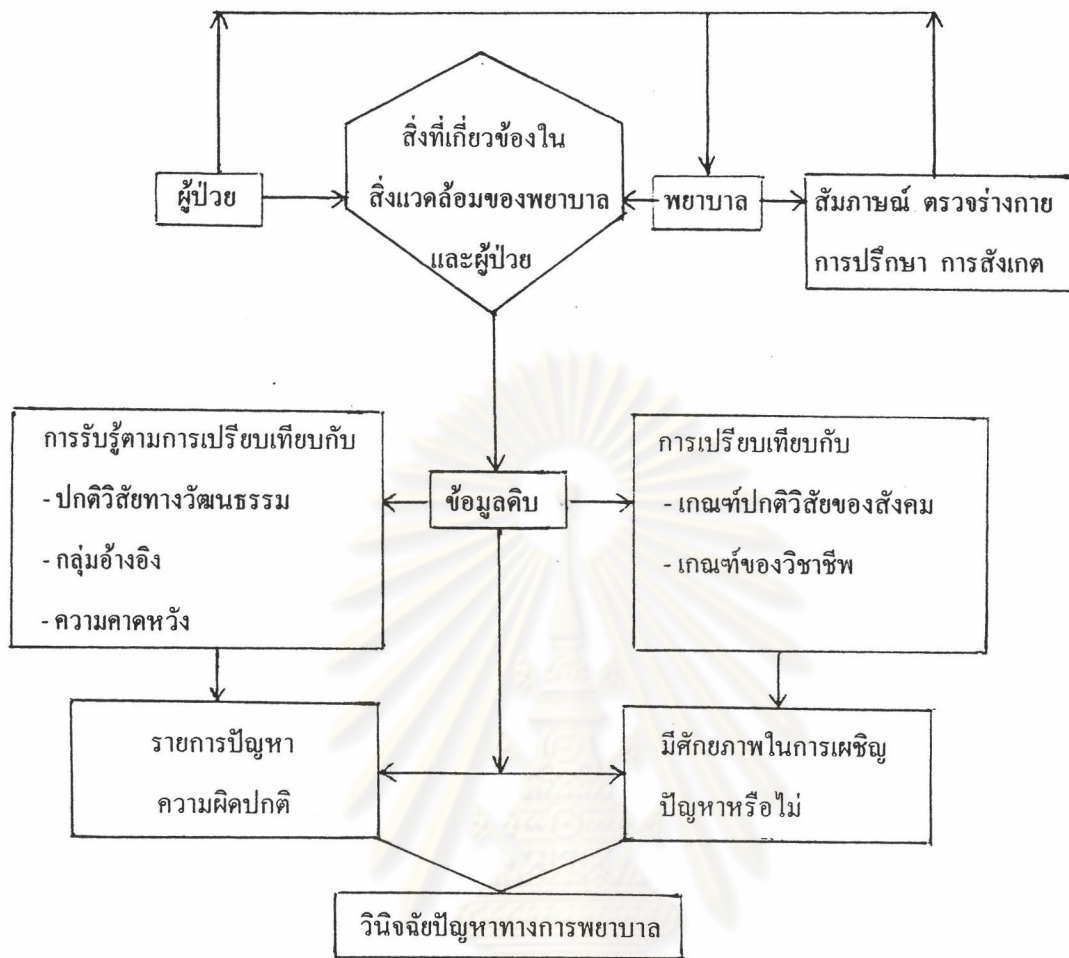 สิ่งที่เกี่ยวข้องใน
สิ่งแวดล้อมของพยาบาล
และผู้ป่วย
ผู้ป่วย
พยาบาล
สัมภาษณ์ ตรวจร่างกาย
การปรึกษา การสังเกต
การรับรู้ตามการเปรียบเทียบกับ
- ปกติวิสัยทางวัฒนธรรม
- กลุ่มอ้างอิง
- ความคาดหวัง
ข้อมูลดิบ
การเปรียบเทียบกับ
- เกณฑ์ปกติวิสัยของสังคม
- เกณฑ์ของวิชาชีพ
รายการปัญหา
ความผิดปกติ
มีศักยภาพในการเผชิญ
ปัญหาหรือไม่
วินิจฉัยปัญหาทางการพยาบาล